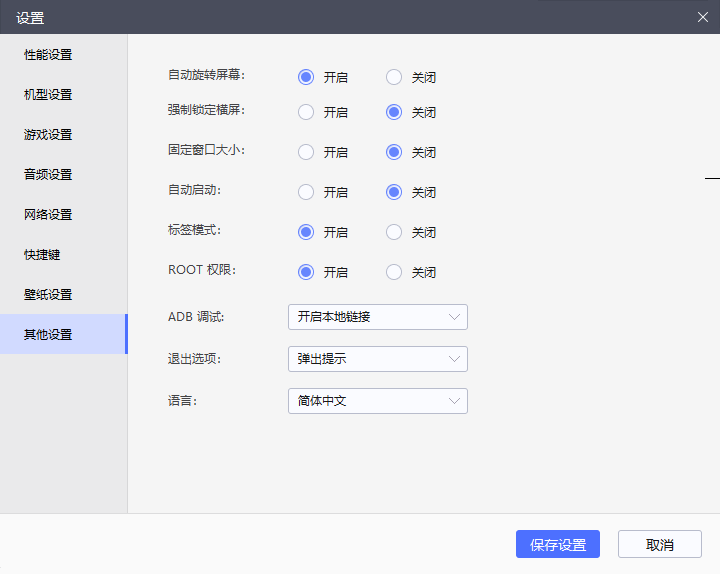 设置
性能设置
机型设置
游戏设置
音频设置
网络设置
快捷键
壁纸设置
其他设置
自动旋转屏幕: 开启 关闭
强制锁定横屏: 开启 关闭
固定窗口大小: 开启 关闭
自动启动: 开启 关闭
标签模式: 开启 关闭
ROOT 权限: 开启 关闭
ADB 调试: 开启本地链接
退出选项: 弹出提示
语言: 简体中文
保存设置 取消